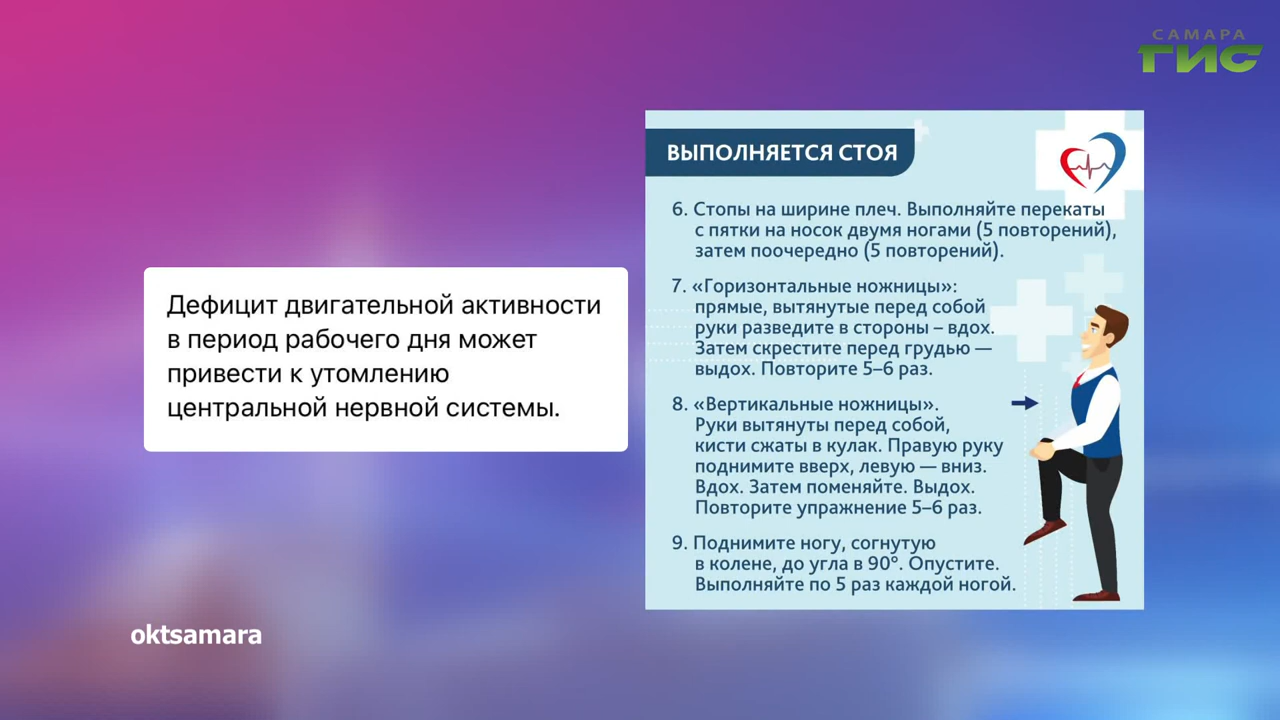 САМАРА
ГИС
Дефицит двигательной активности
в период рабочего дня может
привести к утомлению
центральной нервной системы.
oktsamara
ВЫПОЛНЯЕТСЯ СТОЯ
6. Стопы на ширине плеч. Выполняйте перекаты
с пятки на носок двумя ногами (5 повторений),
затем поочередно (5 повторений).
7. «Горизонтальные ножницы»:
прямые, вытянутые перед собой
руки разведите в стороны – вдох.
Затем скрестите перед грудью —
выдох. Повторите 5–6 раз.
8. «Вертикальные ножницы».
Руки вытянуты перед собой,
кисти сжаты в кулак. Правую руку
поднимите вверх, левую — вниз.
Вдох. Затем поменяйте. Выдох.
Повторите упражнение 5–6 раз.
9. Поднимите ногу, согнутую
в колене, до угла в 90°. Опустите.
Выполняйте по 5 раз каждой ногой.